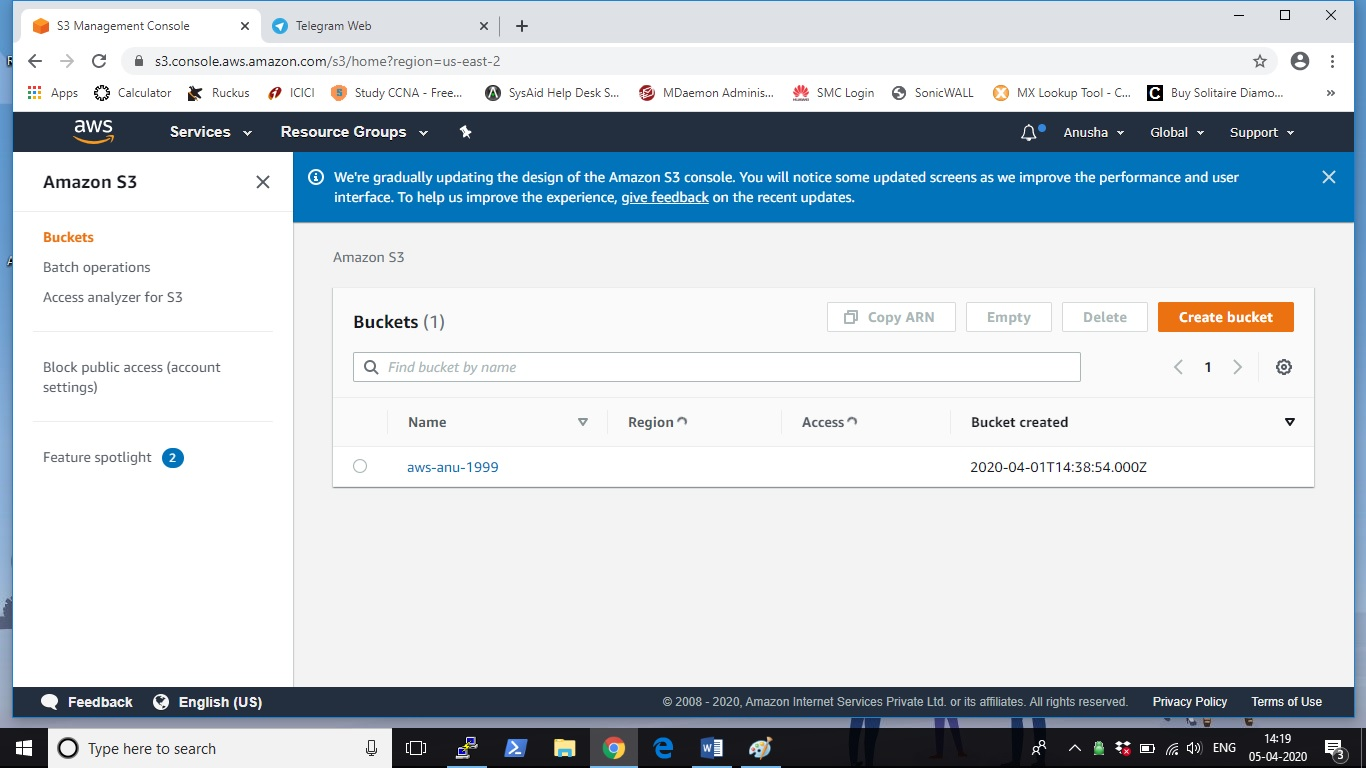 S3 Management Console
Telegram Web
s3.console.aws.amazon.com/s3/home?region=us-east-2
Apps
Calculator
Ruckus
ICICI
Study CCNA - Free...
SysAid Help Desk S...
MDaemon Adminis...
SMC Login
SonicWALL
MX Lookup Tool - C...
Buy Solitaire Diamo...
»
aws
Services
Resource Groups
Anusha
Global
Support
Amazon S3
Buckets
Batch operations
Access analyzer for S3
Block public access (account
settings)
Feature spotlight 2
We're gradually updating the design of the Amazon S3 console. You will notice some updated screens as we improve the performance and user
interface. To help us improve the experience, give feedback on the recent updates.
Amazon S3
Buckets (1)
Copy ARN
Empty
Delete
Create bucket
Find bucket by name
1
Name
Region
Access
Bucket created
aws-anu-1999
2020-04-01T14:38:54.000Z
Feedback
English (US)
© 2008 - 2020, Amazon Internet Services Private Ltd. or its affiliates. All rights reserved.
Privacy Policy
Terms of Use
Type here to search
ENG
14:19
05-04-2020
3